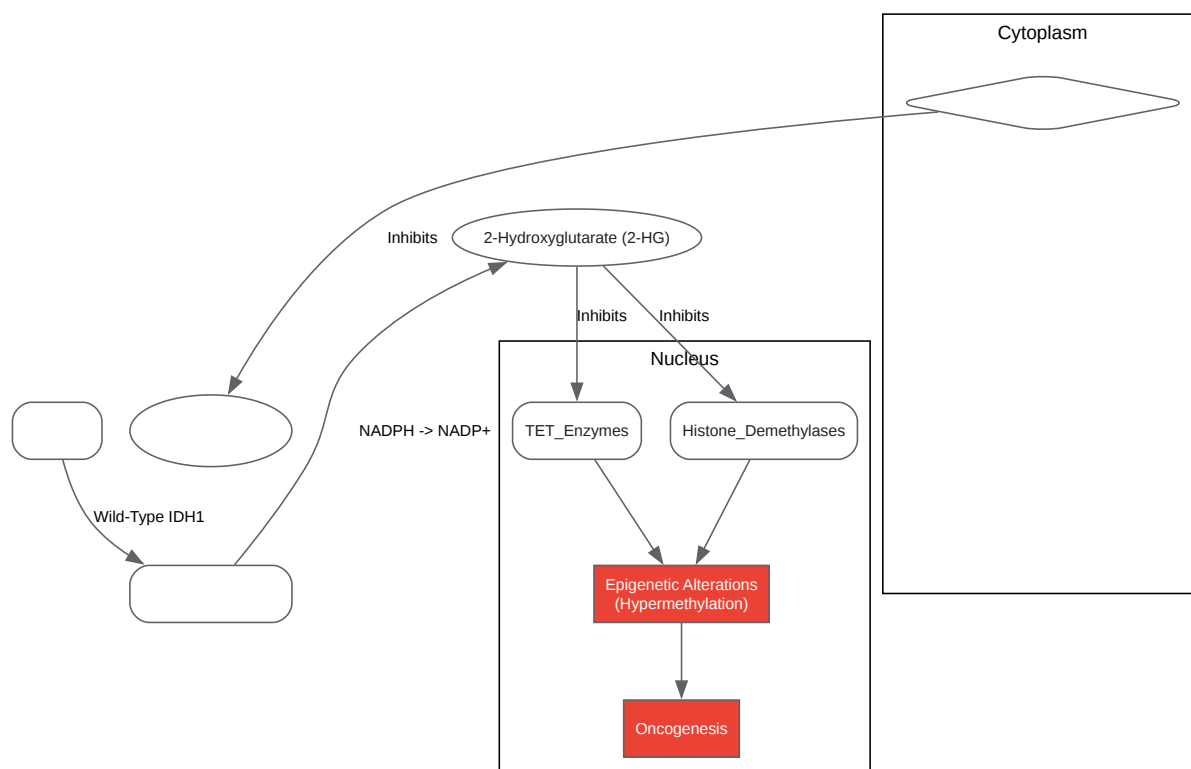 Cytoplasm
2-Hydroxyglutarate (2-HG)
Inhibits
Inhibits
Inhibits
Nucleus
NADPH -> NADP+
TET_Enzymes
Histone_Demethylases
Wild-Type IDH1
Epigenetic Alterations
(Hypermethylation)
Oncogenesis